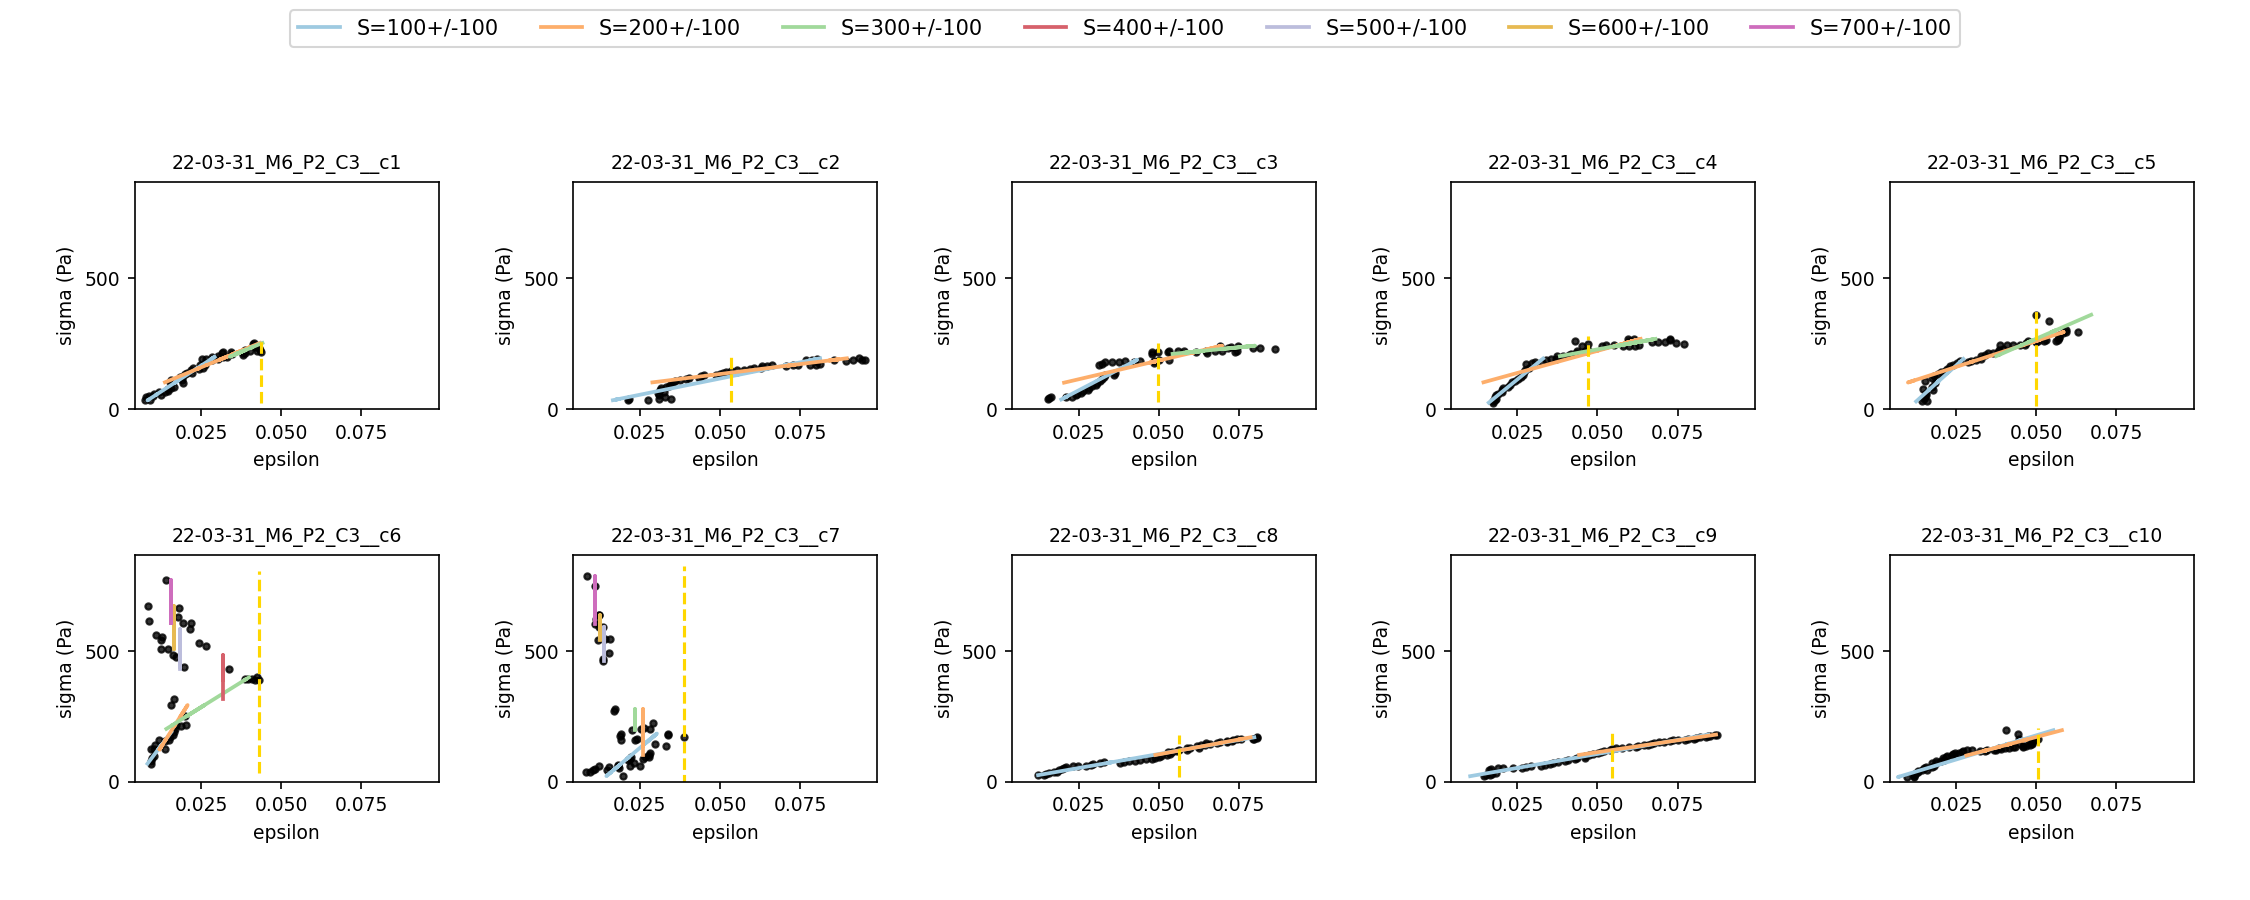 S=100+/-100 S=200+/-100 S=300+/-100 S=400+/-100 S=500+/-100 S=600+/-100 S=700+/-100
22-03-31_M6_P2_C3__c1
sigma (Pa)
500
0
0.025 0.050 0.075
epsilon
22-03-31_M6_P2_C3__c2
sigma (Pa)
500
0
0.025 0.050 0.075
epsilon
22-03-31_M6_P2_C3__c3
sigma (Pa)
500
0
0.025 0.050 0.075
epsilon
22-03-31_M6_P2_C3__c4
sigma (Pa)
500
0
0.025 0.050 0.075
epsilon
22-03-31_M6_P2_C3__c5
sigma (Pa)
500
0
0.025 0.050 0.075
epsilon
22-03-31_M6_P2_C3__c6
sigma (Pa)
500
0
0.025 0.050 0.075
epsilon
22-03-31_M6_P2_C3__c7
sigma (Pa)
500
0
0.025 0.050 0.075
epsilon
22-03-31_M6_P2_C3__c8
sigma (Pa)
500
0
0.025 0.050 0.075
epsilon
22-03-31_M6_P2_C3__c9
sigma (Pa)
500
0
0.025 0.050 0.075
epsilon
22-03-31_M6_P2_C3__c10
sigma (Pa)
500
0
0.025 0.050 0.075
epsilon